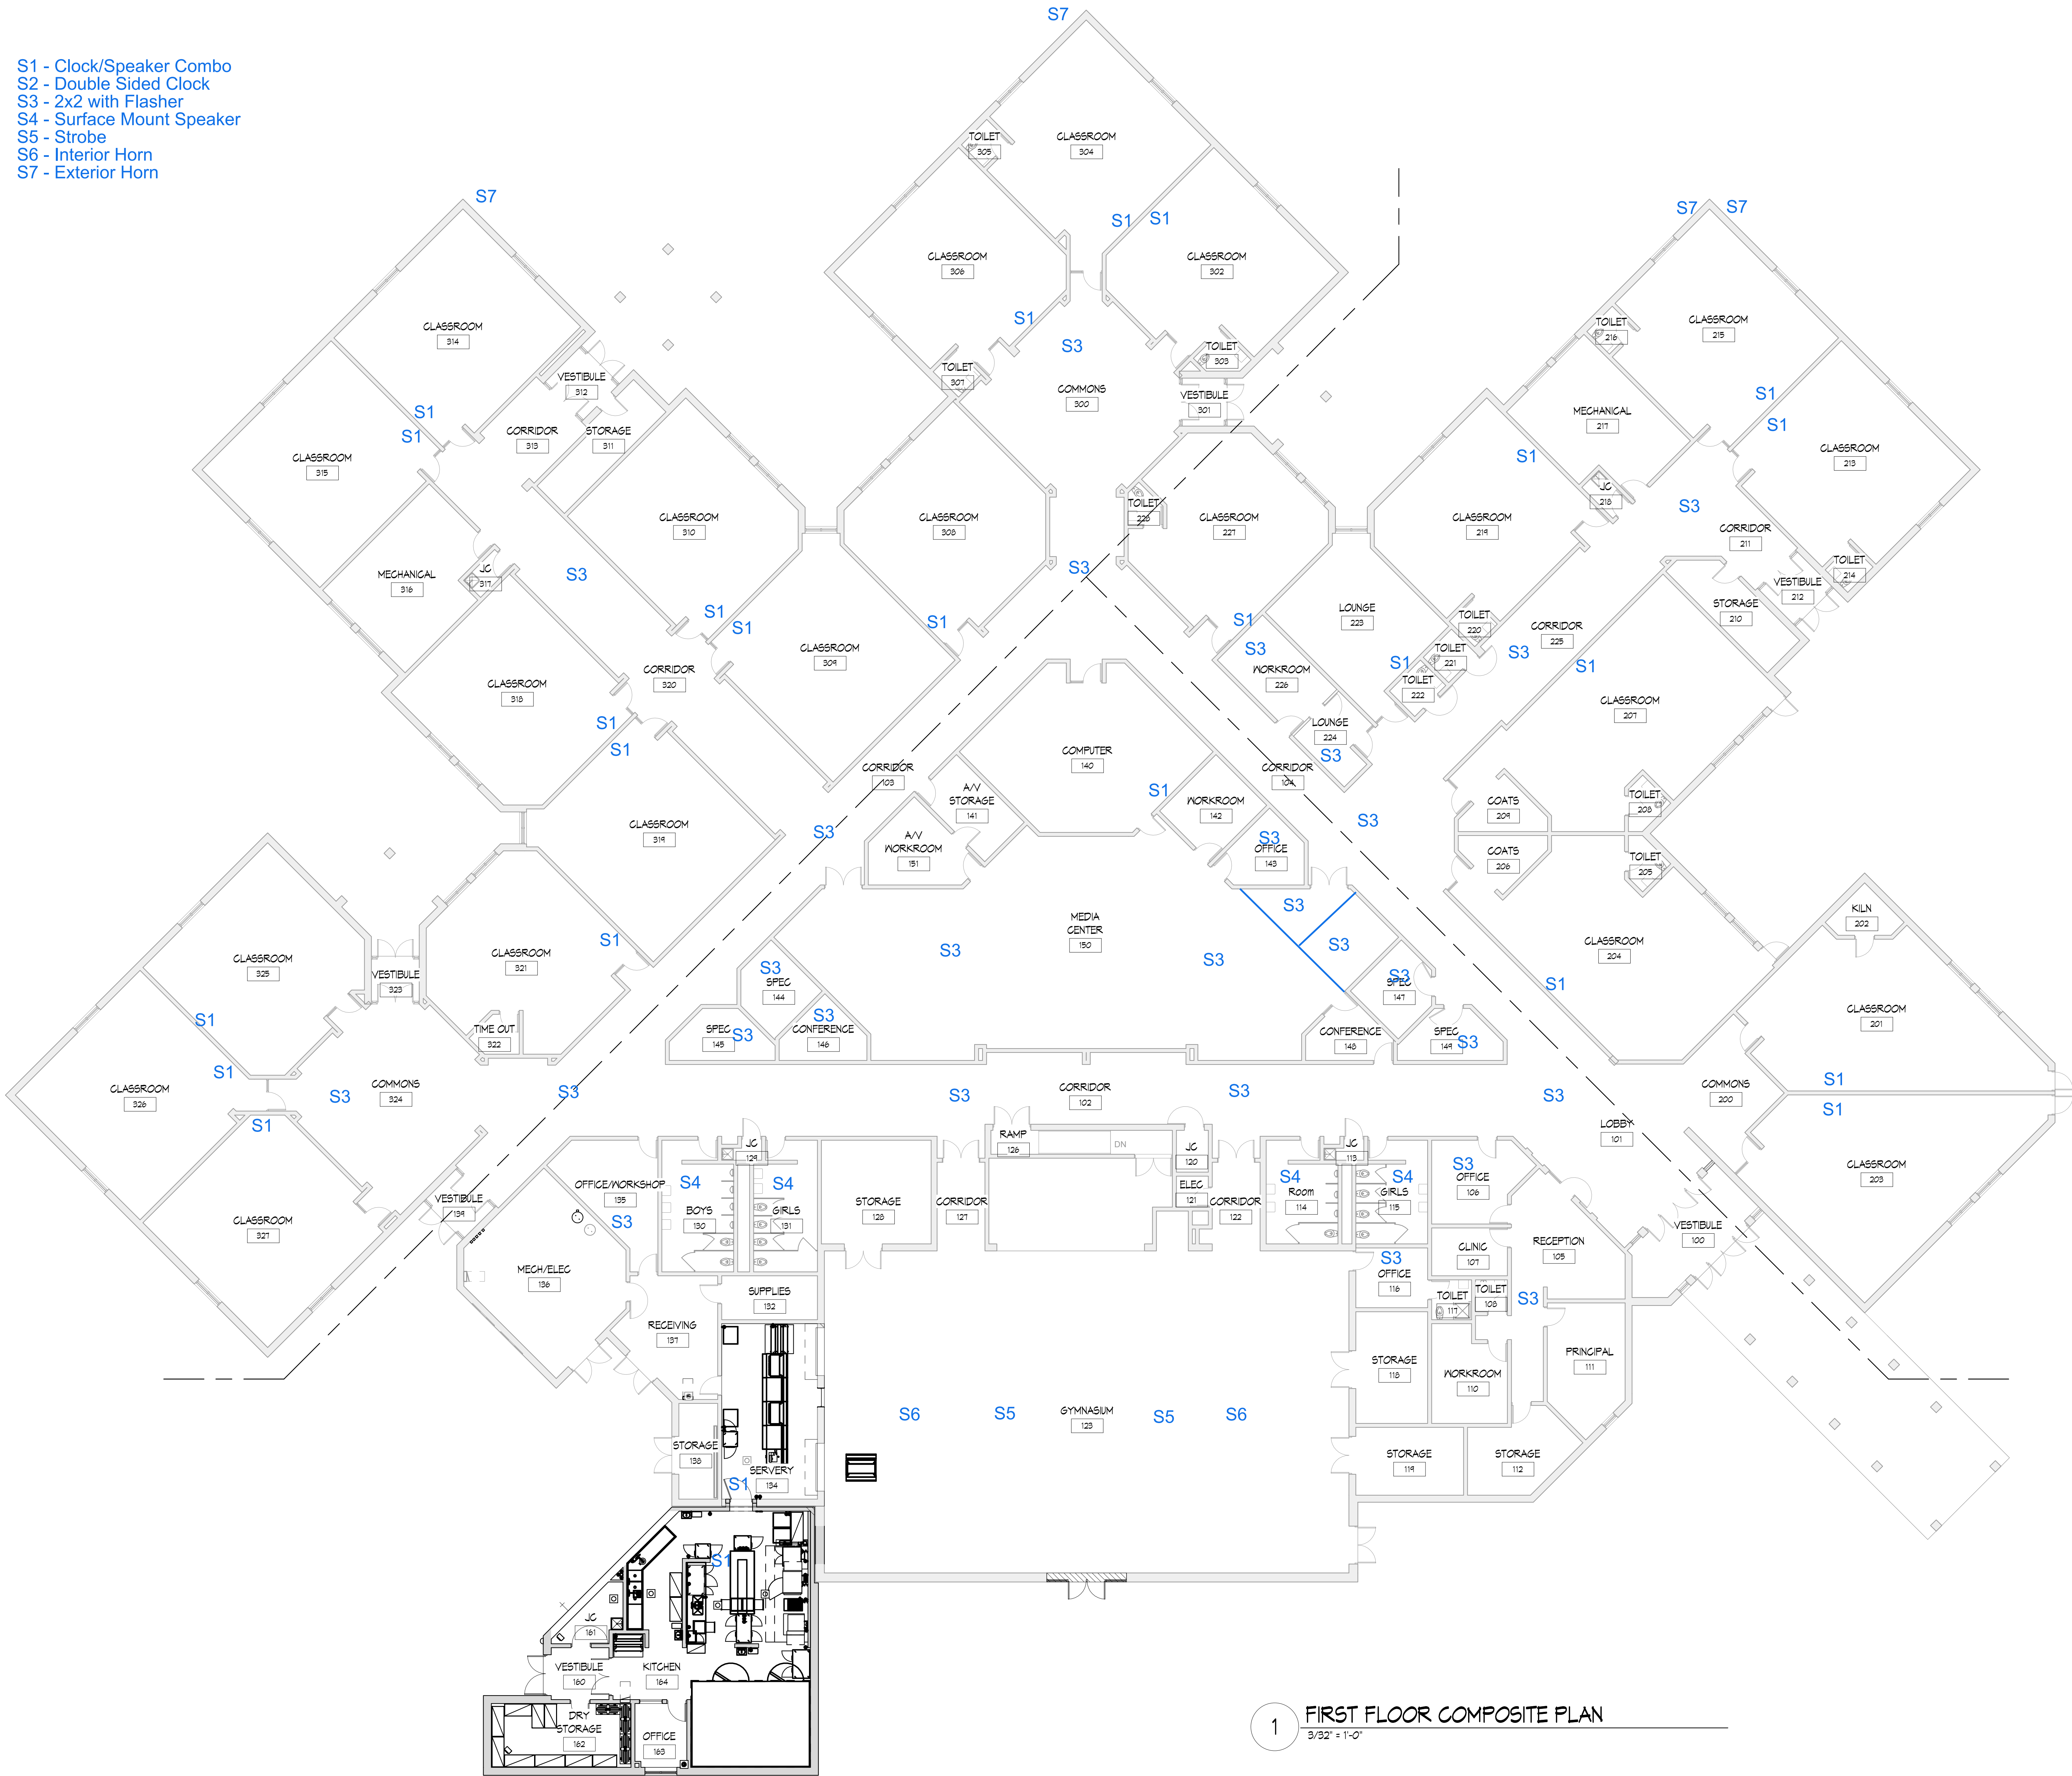 S7
S1 - Clock/Speaker Combo
S2 - Double Sided Clock
S3 - 2x2 with Flasher
S4 - Surface Mount Speaker
S5 - Strobe
S6 - Interior Horn
S7 - Exterior Horn
TOILET
305
CLASSROOM
304
S7
S7
S7
S1
S1
CLASSROOM
306
CLASSROOM
302
S1
S3
TOILET
303
TOILET
307
COMMONS
300
VESTIBULE
301
CLASSROOM
314
VESTIBULE
312
S1
S1
CORRIDOR
313
STORAGE
311
CLASSROOM
315
TOILET
216
CLASSROOM
215
MECHANICAL
217
S1
S1
S1
CLASSROOM
213
CLASSROOM
310
CLASSROOM
308
TOILET
228
CLASSROOM
227
CLASSROOM
219
JC
218
S3
CORRIDOR
211
MECHANICAL
316
JC
317
S3
S3
TOILET
214
VESTIBULE
212
STORAGE
210
S1
S1
S1
S1
LOUNGE
223
TOILET
220
CORRIDOR
225
CLASSROOM
309
S3
WORKROOM
226
S1
TOILET
221
TOILET
222
S3
S1
CORRIDOR
320
CLASSROOM
318
CLASSROOM
207
S1
S1
LOUNGE
224
S3
COMPUTER
140
CORRIDOR
103
CORRIDOR
104
A/V
STORAGE
141
S1
WORKROOM
142
COATS
209
TOILET
208
CLASSROOM
319
S3
A/V
WORKROOM
151
S3
OFFICE
143
S3
COATS
206
TOILET
205
MEDIA
CENTER
150
S3
KILN
202
S1
S3
S3
S3
CLASSROOM
325
CLASSROOM
321
VESTIBULE
323
S3
SPEC
144
S3
SPEC
147
CLASSROOM
204
S1
S1
TIME OUT
322
SPEC
145
S3
S3
CONFERENCE
146
CONFERENCE
148
SPEC
149
S3
CLASSROOM
201
S1
CLASSROOM
326
S3
COMMONS
324
S3
S3
CORRIDOR
102
S3
S3
COMMONS
200
S1
S1
S1
LOBBY
101
RAMP
126
DN
JC
129
JC
120
JC
113
OFFICE/WORKSHOP
135
S4
S4
STORAGE
128
ELEC
121
S4
S4
S3
OFFICE
106
CLASSROOM
203
VESTIBULE
139
CLASSROOM
327
S3
BOYS
130
GIRLS
131
CORRIDOR
127
CORRIDOR
122
Room
114
GIRLS
115
VESTIBULE
100
RECEPTION
105
CLINIC
107
MECH/ELEC
136
S3
OFFICE
116
SUPPLIES
132
TOILET
117
TOILET
108
S3
RECEIVING
137
STORAGE
118
WORKROOM
110
PRINCIPAL
111
S6
S5
GYMNASIUM
123
S5
S6
STORAGE
138
SERVERY
134
S1
STORAGE
119
STORAGE
112
S1
JC
161
VESTIBULE
160
KITCHEN
164
DRY
STORAGE
162
OFFICE
163
1
FIRST FLOOR COMPOSITE PLAN
3/32" = 1'-0"